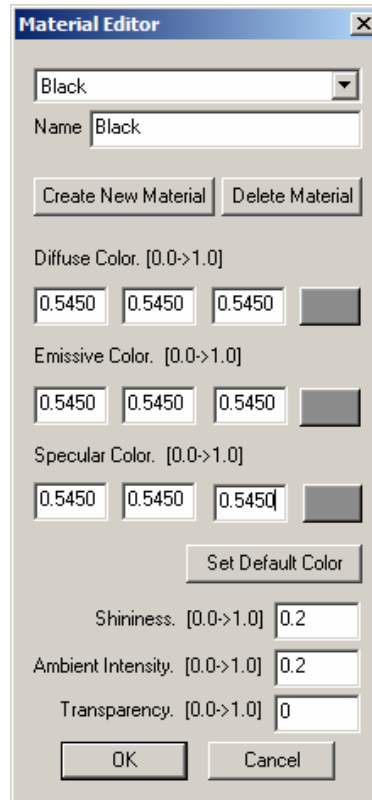 Material Editor
Black
Name Black
Create New Material Delete Material
Diffuse Color. [0.0->1.0]
0.5450 0.5450 0.5450
Emissive Color. [0.0->1.0]
0.5450 0.5450 0.5450
Specular Color. [0.0->1.0]
0.5450 0.5450 0.5450
Set Default Color
Shininess. [0.0->1.0] 0.2
Ambient Intensity. [0.0->1.0] 0.2
Transparency. [0.0->1.0] 0
OK Cancel